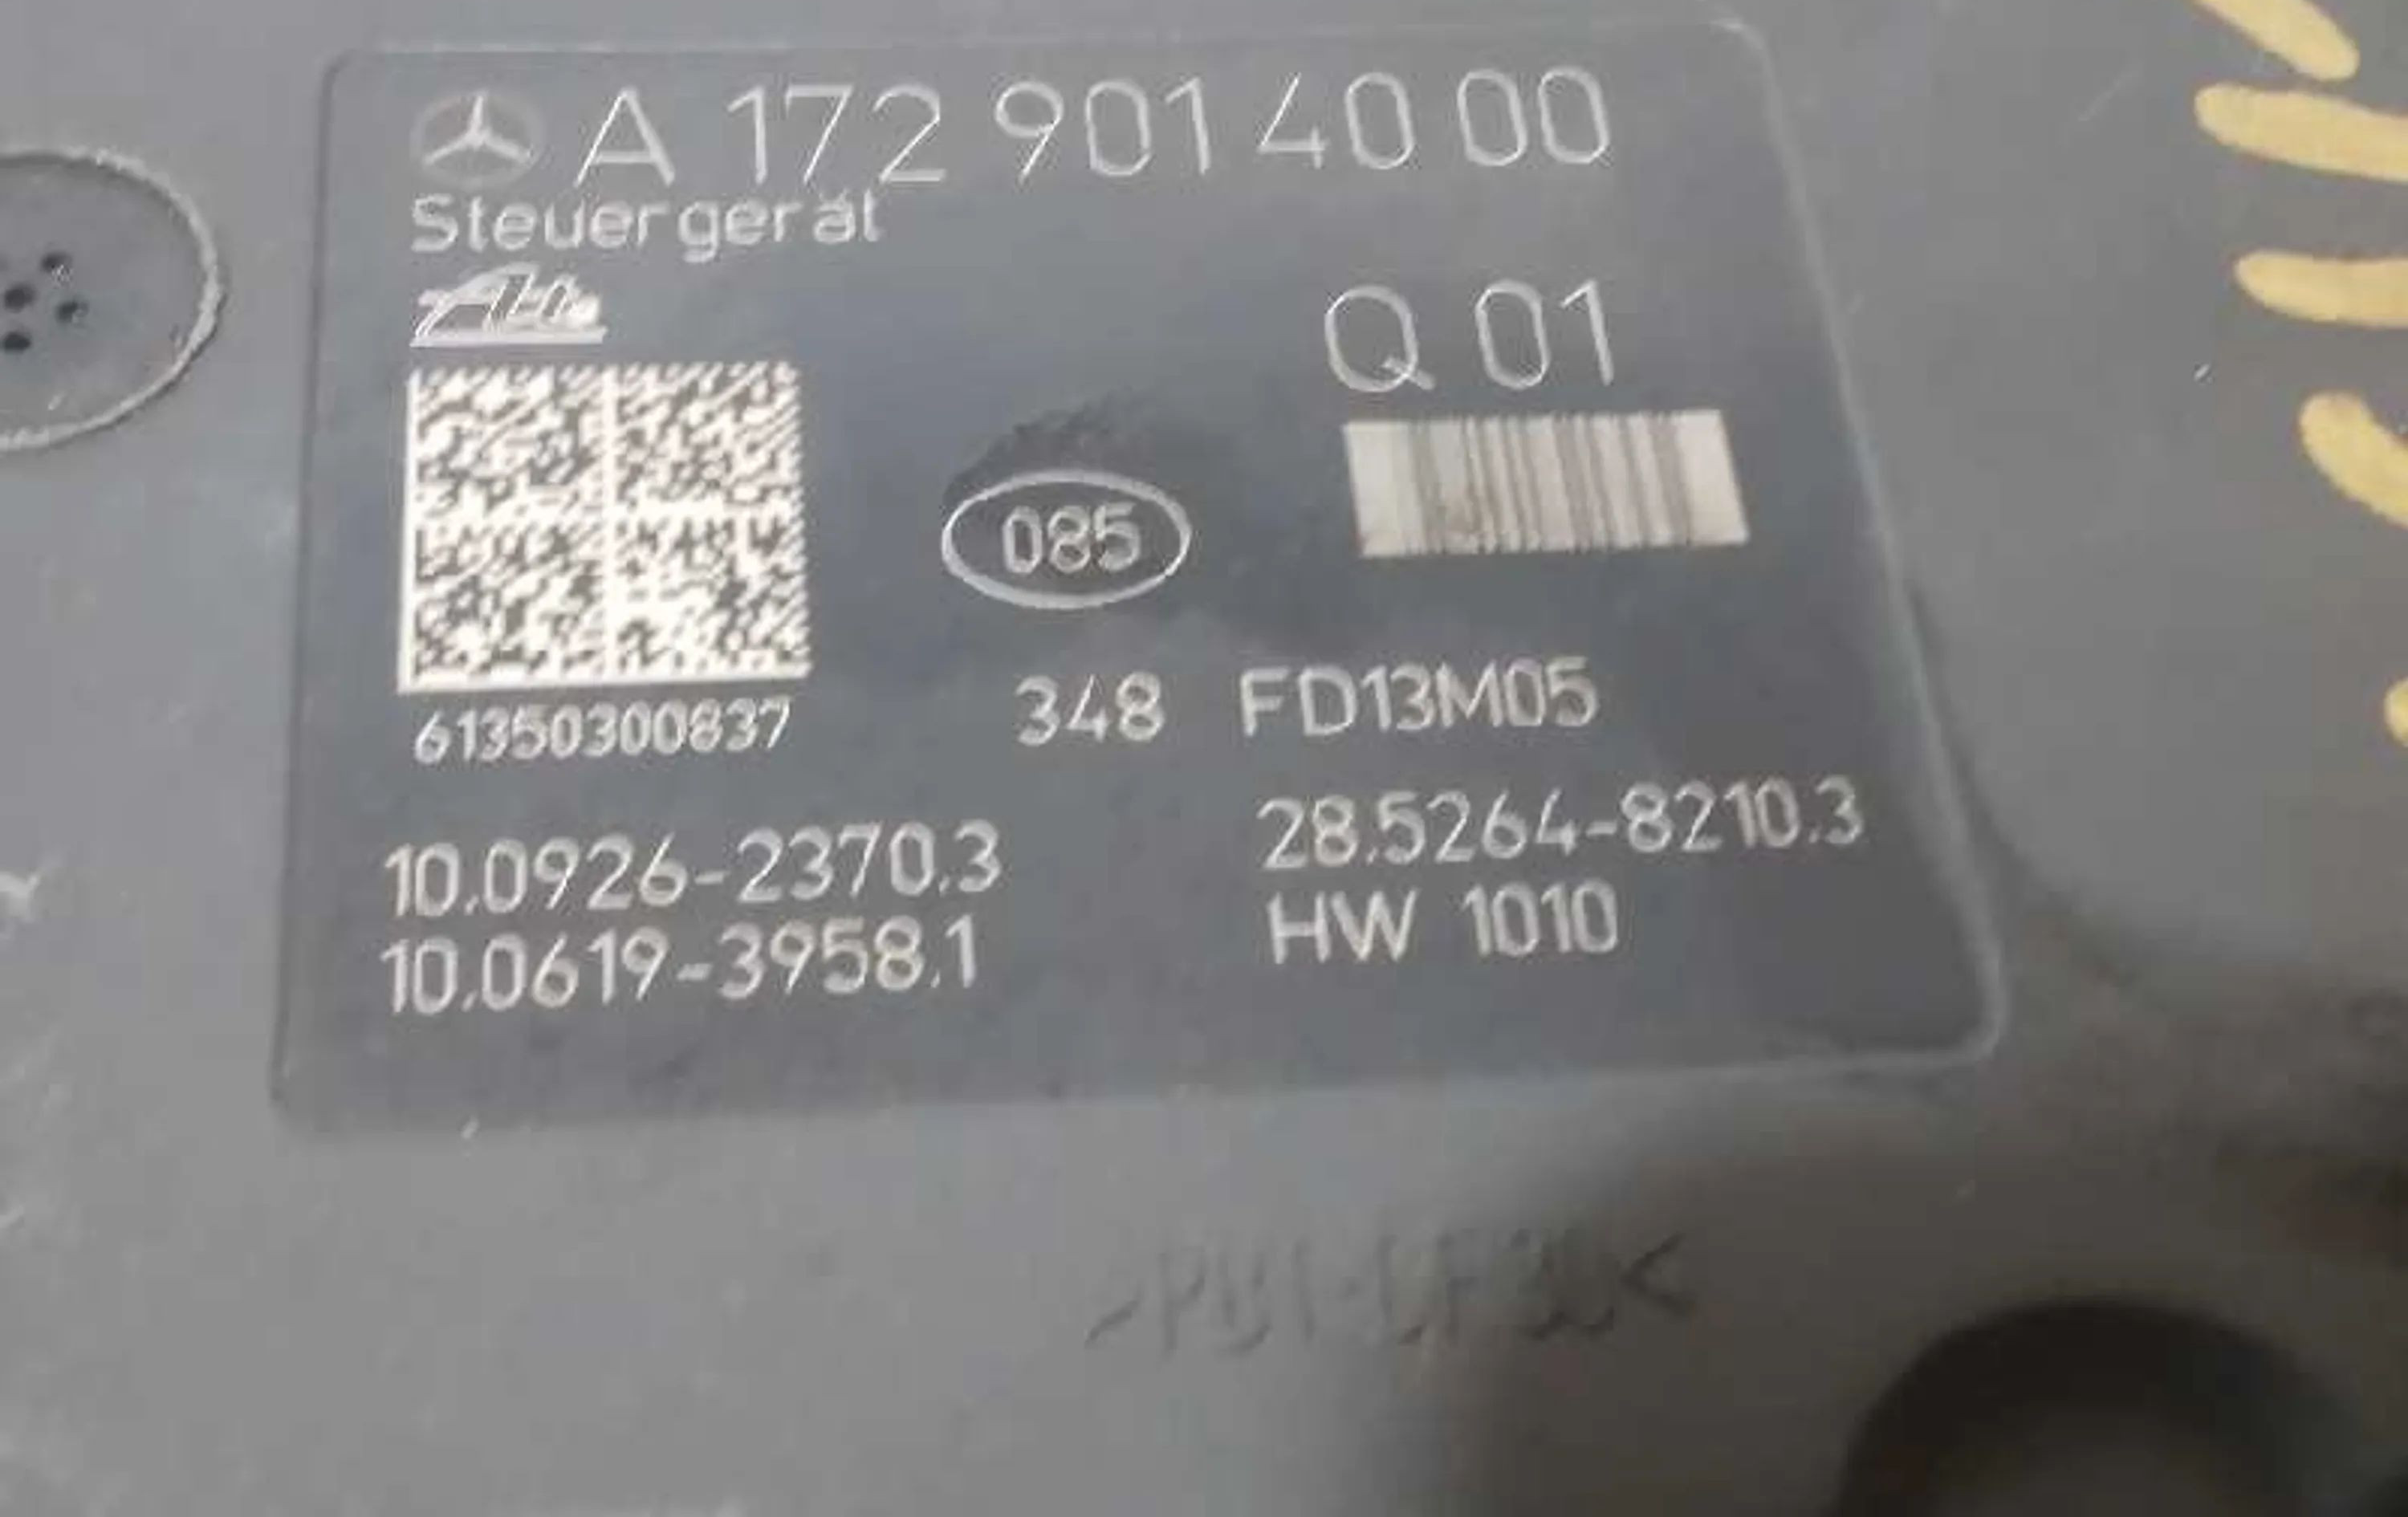 A 172 901 40 00
Steuergerät
Ate
Q 01
085
61350300837
348 FD13M05
10.0926-2370.3
28.5264-8210.3
10.0619-3958.1
HW 1010